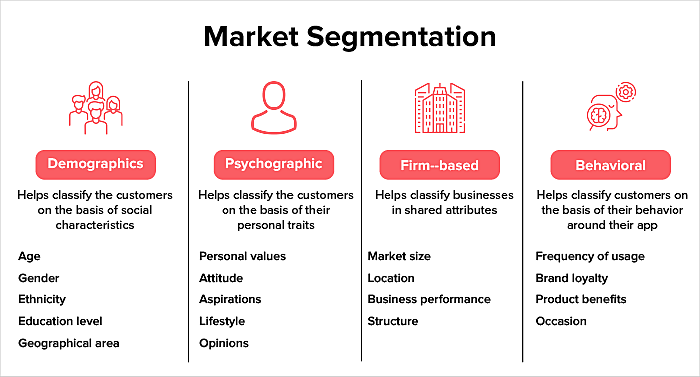 Market Segmentation
Demographics
Helps classify the customers
on the basis of social
characteristics
Age
Gender
Ethnicity
Education level
Geographical area
Psychographic
Helps classify the customers
on the basis of their
personal traits
Personal values
Attitude
Aspirations
Lifestyle
Opinions
Firm--based
Helps classify businesses
in shared attributes
Market size
Location
Business performance
Structure
Behavioral
Helps classify customers on
the basis of their behavior
around their app
Frequency of usage
Brand loyalty
Product benefits
Occasion